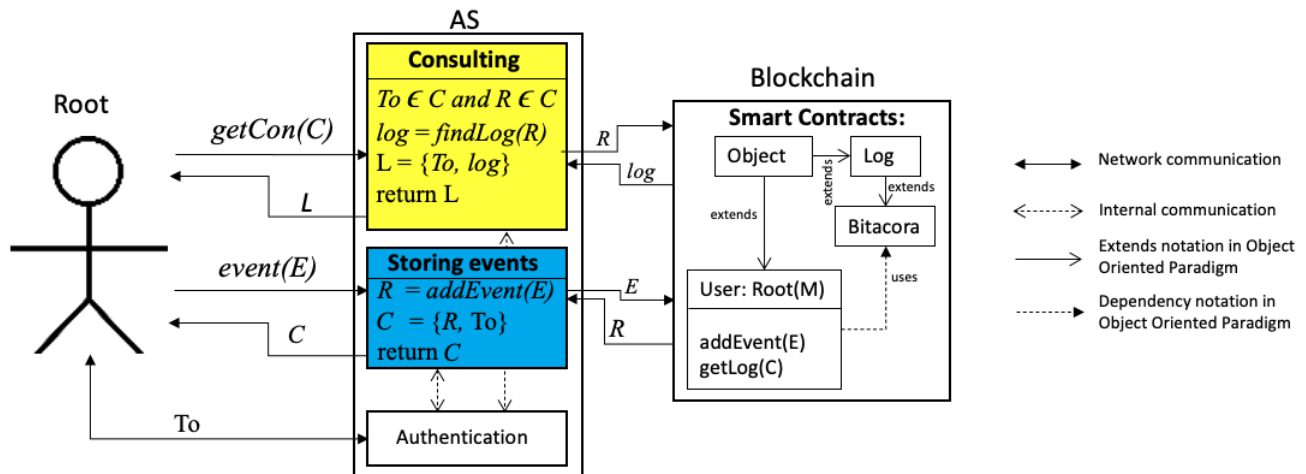 AS
Root
getCon(C)
L
event(E)
C
To
Consulting
To ϵ C and R ϵ C
log = findLog(R)
L = {To, log}
return L
Storing events
R = addEvent(E)
C = {R, To}
return C
Authentication
R
log
E
R
Blockchain
Smart Contracts:
Object
Log
extends
extends
extends
Bitacora
User: Root(M)
uses
addEvent(E)
getLog(C)
Network communication
Internal communication
Extends notation in Object
Oriented Paradigm
Dependency notation in
Object Oriented Paradigm